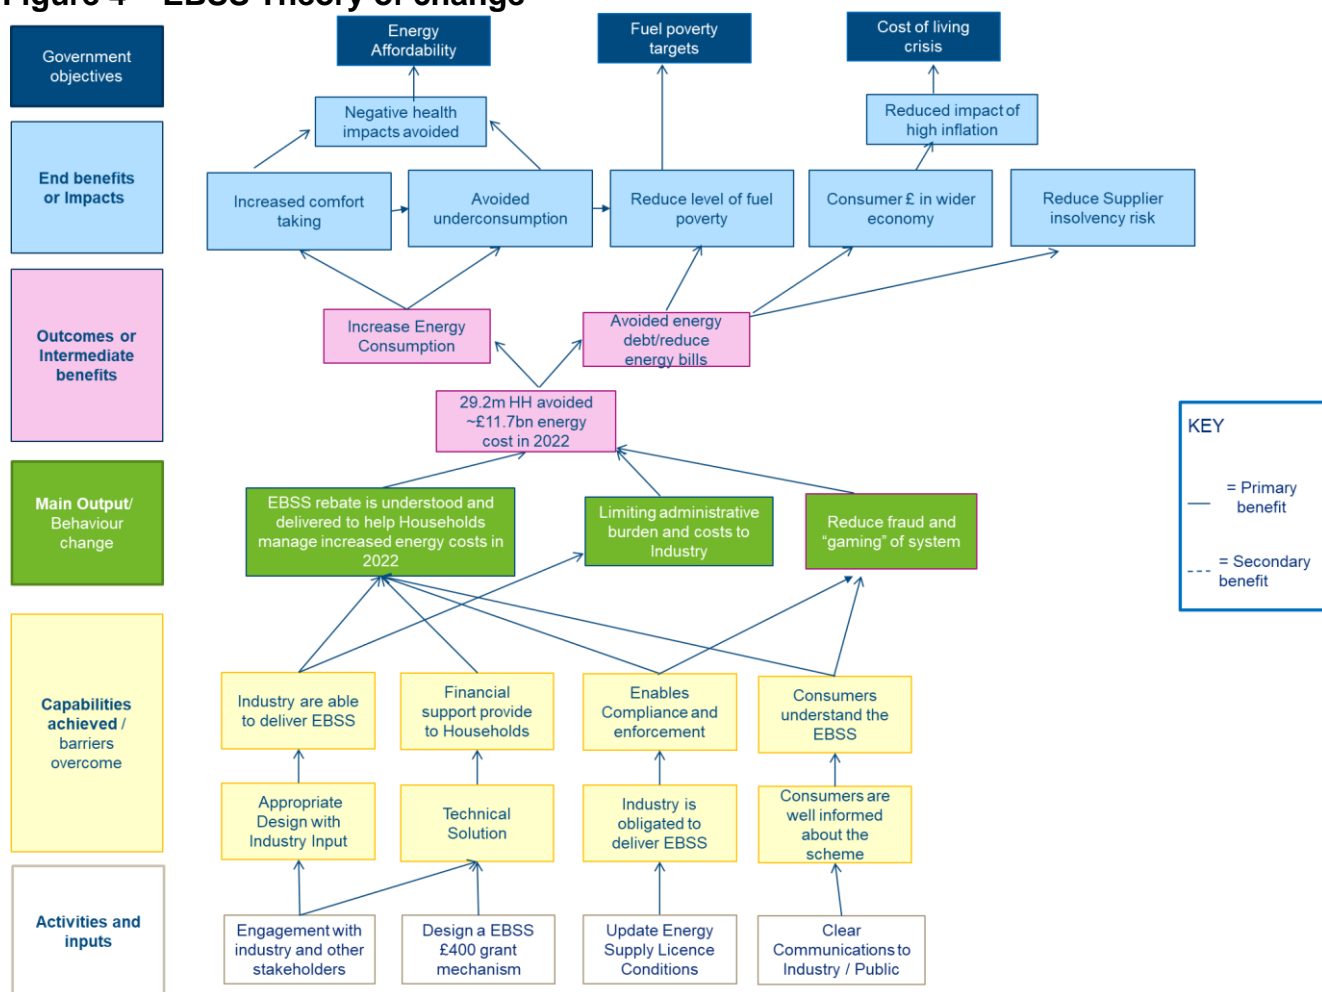 Figure 4 – EBSS Theory of change
Government
objectives
Energy
Affordability
Fuel poverty
targets
Cost of living
crisis
End benefits
or Impacts
Negative health
impacts avoided
Reduced impact of
high inflation
Increased comfort
taking
Avoided
underconsumption
Reduce level of fuel
poverty
Consumer £ in wider
economy
Reduce Supplier
insolvency risk
Outcomes or
Intermediate
benefits
Increase Energy
Consumption
Avoided energy
debt/reduce
energy bills
29.2m HH avoided
~£11.7bn energy
cost in 2022
KEY
= Primary
benefit
= Secondary
benefit
Main Output/
Behaviour
change
EBSS rebate is understood and
delivered to help Households
manage increased energy costs in
2022
Limiting administrative
burden and costs to
Industry
Reduce fraud and
“gaming” of system
Capabilities
achieved /
barriers
overcome
Industry are able
to deliver EBSS
Financial
support provide
to Households
Enables
Compliance and
enforcement
Consumers
understand the
EBSS
Appropriate
Design with
Industry Input
Technical
Solution
Industry is
obligated to
deliver EBSS
Consumers are
well informed
about the
scheme
Activities and
inputs
Engagement with
industry and other
stakeholders
Design a EBSS
£400 grant
mechanism
Update Energy
Supply Licence
Conditions
Clear
Communications to
Industry / Public